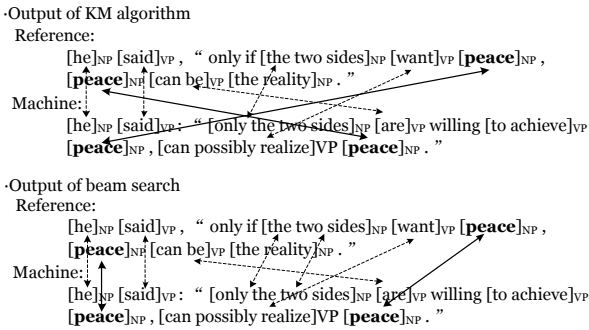 ·Output of KM algorithm
Reference:
[he]NP [said]VP , “ only if [the two sides]NP [want]VP [peace]NP ,
[peace]NP [can be]VP [the reality]NP . ”
Machine:
[he]NP [said]VP : “ [only the two sides]NP [are]VP willing [to achieve]VP
[peace]NP , [can possibly realize]VP [peace]NP . ”
·Output of beam search
Reference:
[he]NP [said]VP , “ only if [the two sides]NP [want]VP [peace]NP ,
[peace]NP [can be]VP [the reality]NP . ”
Machine:
[he]NP [said]VP : “ [only the two sides]NP [are]VP willing [to achieve]VP
[peace]NP , [can possibly realize]VP [peace]NP . ”